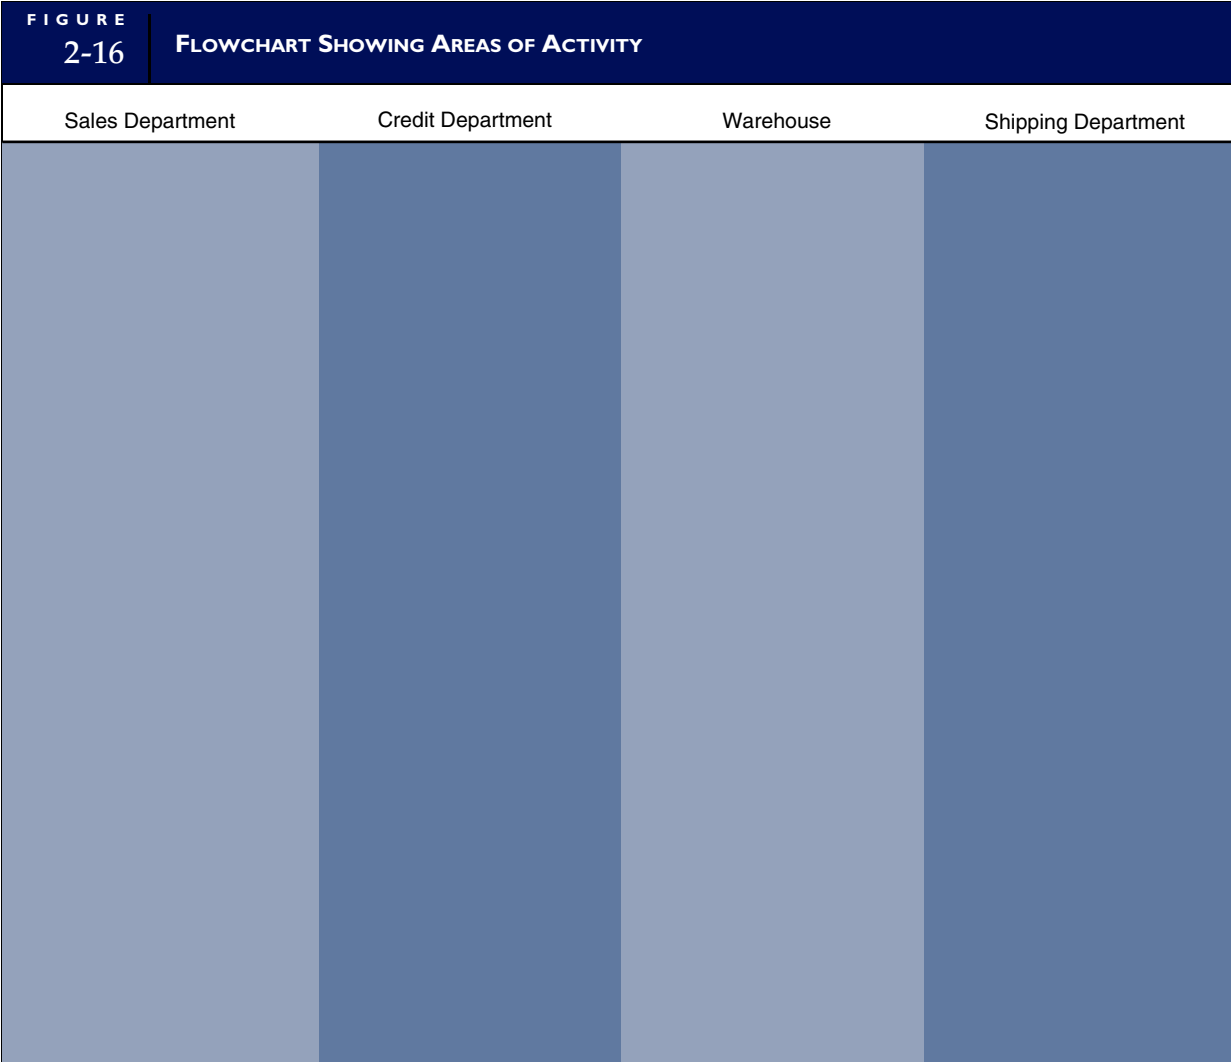 FIGURE
2-16
FLOWCHART SHOWING AREAS OF ACTIVITY
Sales Department
Credit Department
Warehouse
Shipping Department